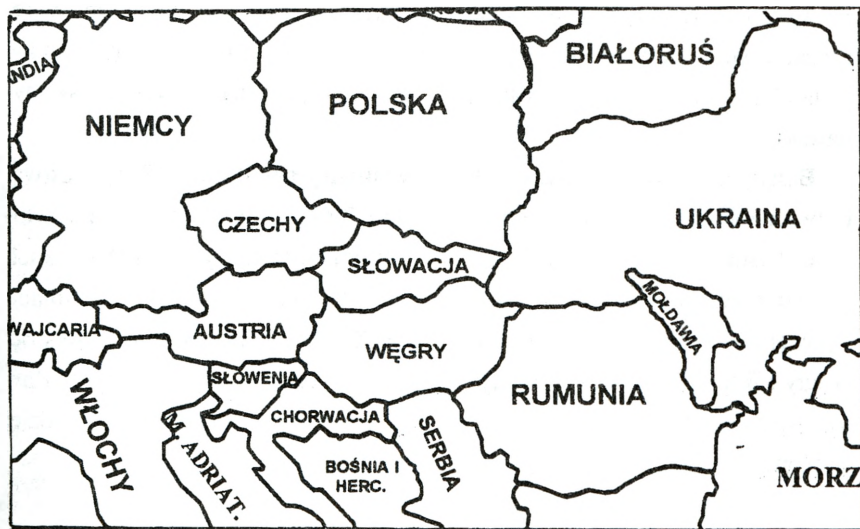 ANDIA
BIAŁORUŚ
NIEMCY
POLSKA
CZECHY
UKRAINA
SŁOWACJA
WAJCARIA
AUSTRIA
MOŁDAWIA
WĘGRY
SŁOWENIA
RUMUNIA
WŁOCHY
CHORWACJA
M. ADRIAT.
SERBIA
BOŚNIA I
HERC.
MORZ